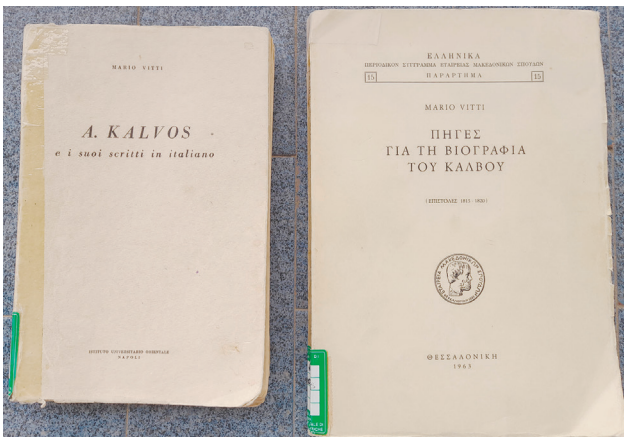 MARIO VITTI
A. KALVOS
e i suoi scritti in italiano
ISTITUTO UNIVERSITARIO ORIENTALE
NAPOLI
ΕΛΛΗΝΙΚΑ
ΠΕΡΙΟΔΙΚΟΝ ΣΥΓΓΡΑΜΜΑ ΕΤΑΙΡΕΙΑΣ ΜΑΚΕΔΟΝΙΚΩΝ ΣΠΟΥΔΩΝ
15 ΠΑΡΑΡΤΗΜΑ 15
MARIO VITTI
ΠΗΓΕΣ
ΓΙΑ ΤΗ ΒΙΟΓΡΑΦΙΑ
ΤΟΥ ΚΑΛΒΟΥ
(ΕΠΙΣΤΟΛΕΣ 1813 - 1820)
ΘΕΣΣΑΛΟΝΙΚΗ
1963